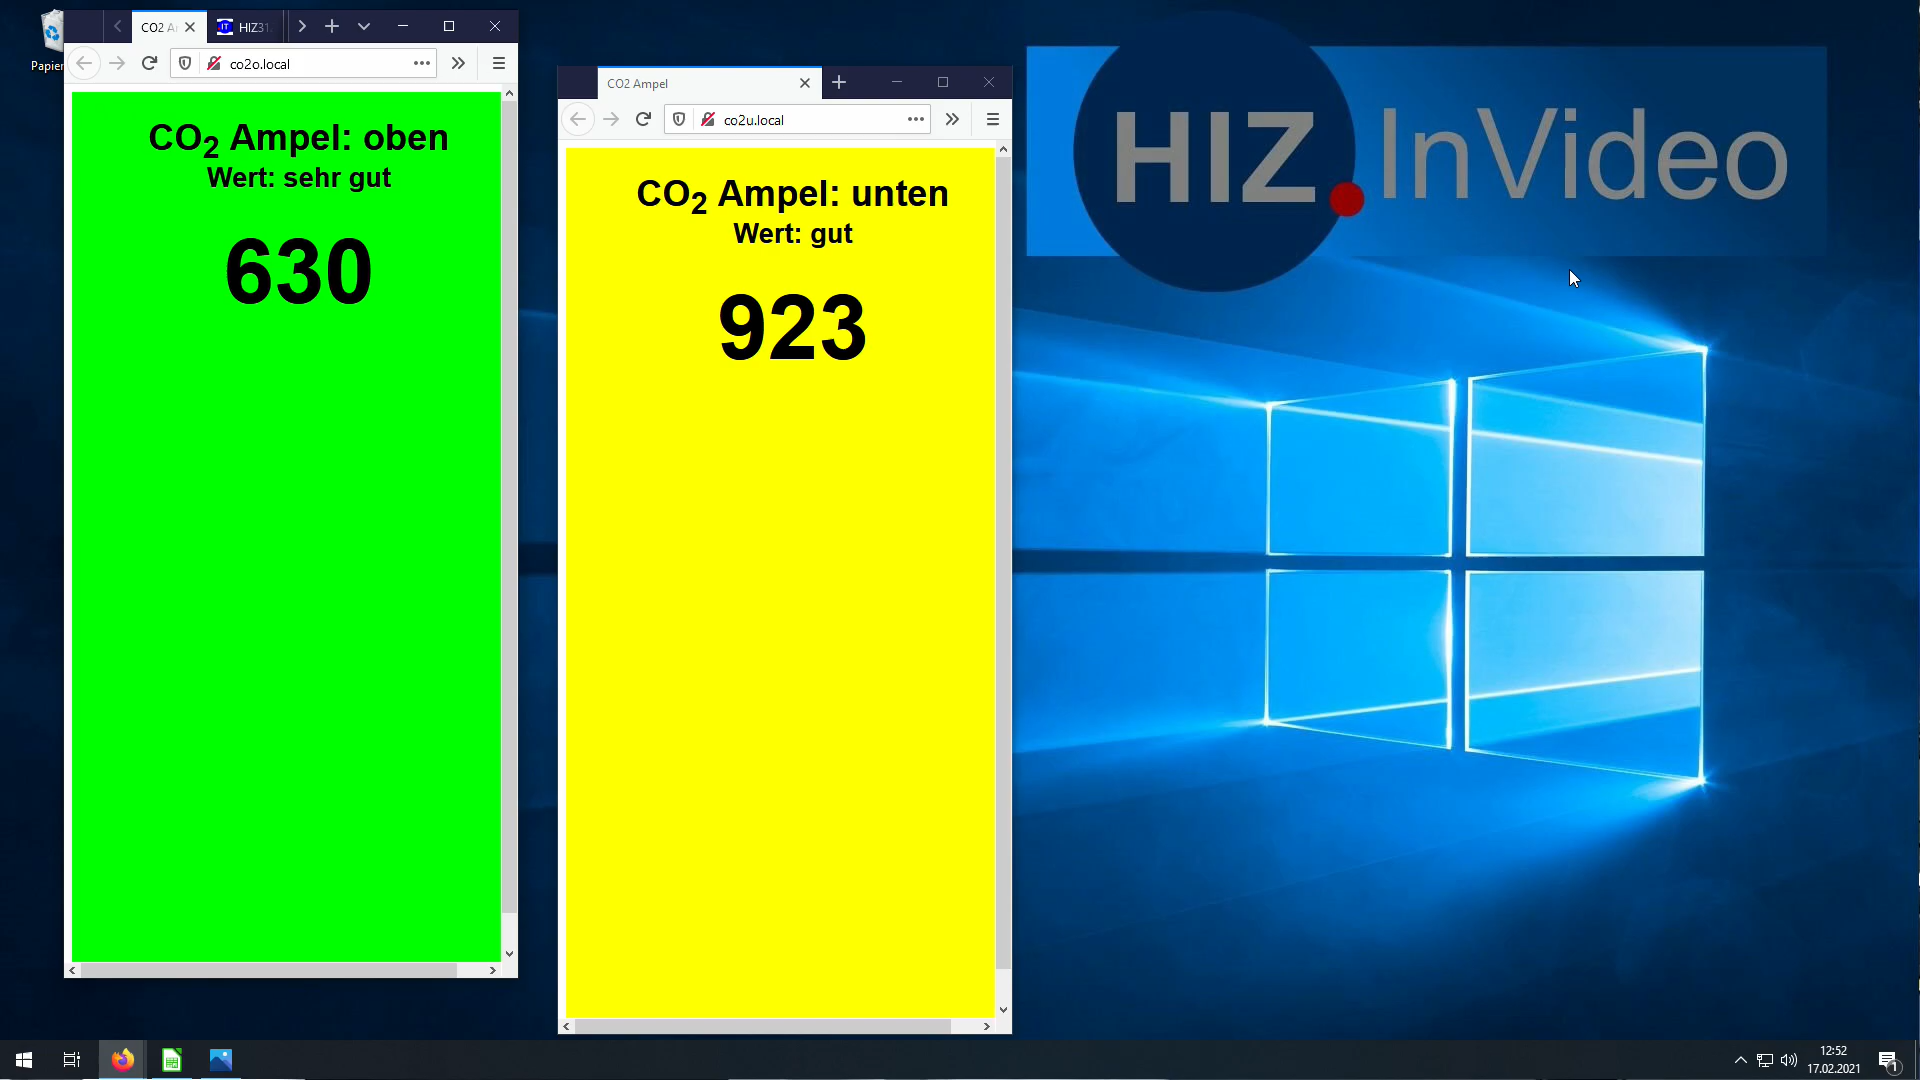 Papier
CO2 A
HIZ31
co2o.local
CO₂ Ampel: oben
Wert: sehr gut
630
CO2 Ampel
co2u.local
CO₂ Ampel: unten
Wert: gut
923
HIZ.InVideo
12:52
17.02.2021
1